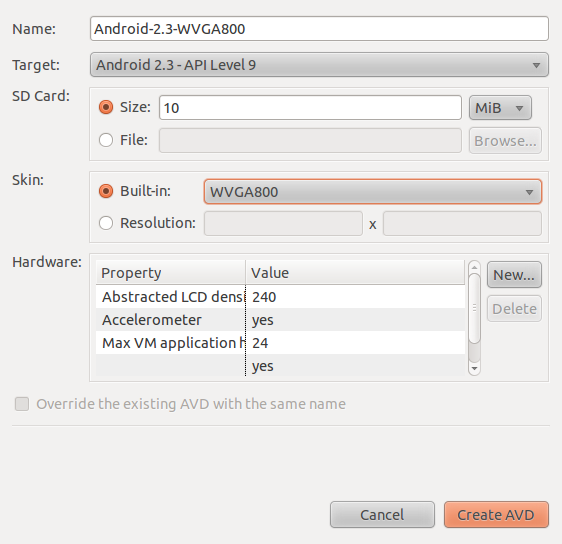 Name: Android-2.3-WVGA800
Target: Android 2.3 - API Level 9
SD Card:
Size: 10 MiB
File: Browse...
Skin:
Built-in: WVGA800
Resolution: x
Hardware:
Property Value New...
Abstracted LCD densi 240 Delete
Accelerometer yes
Max VM application h 24
yes
Override the existing AVD with the same name
Cancel Create AVD